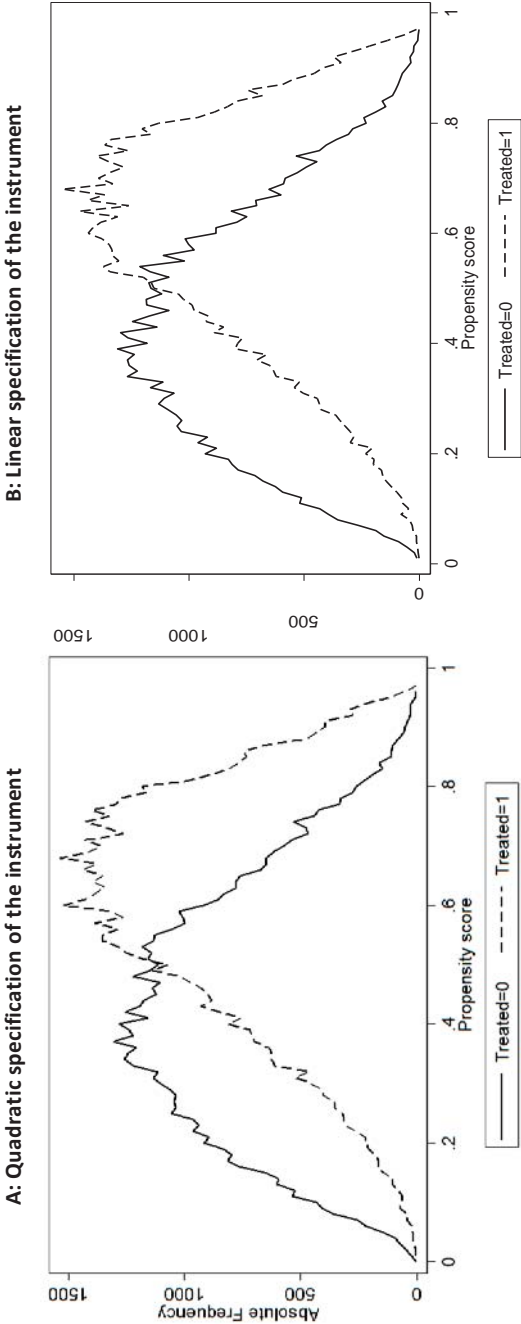 A: Quadratic specification of the instrument
Absolute Frequency
1500
1000
500
0
0
.2
.4
.6
.8
1
Propensity score
Treated=0
Treated=1
B: Linear specification of the instrument
1500
1000
500
0
0
.2
.4
.6
.8
1
Propensity score
Treated=0
Treated=1